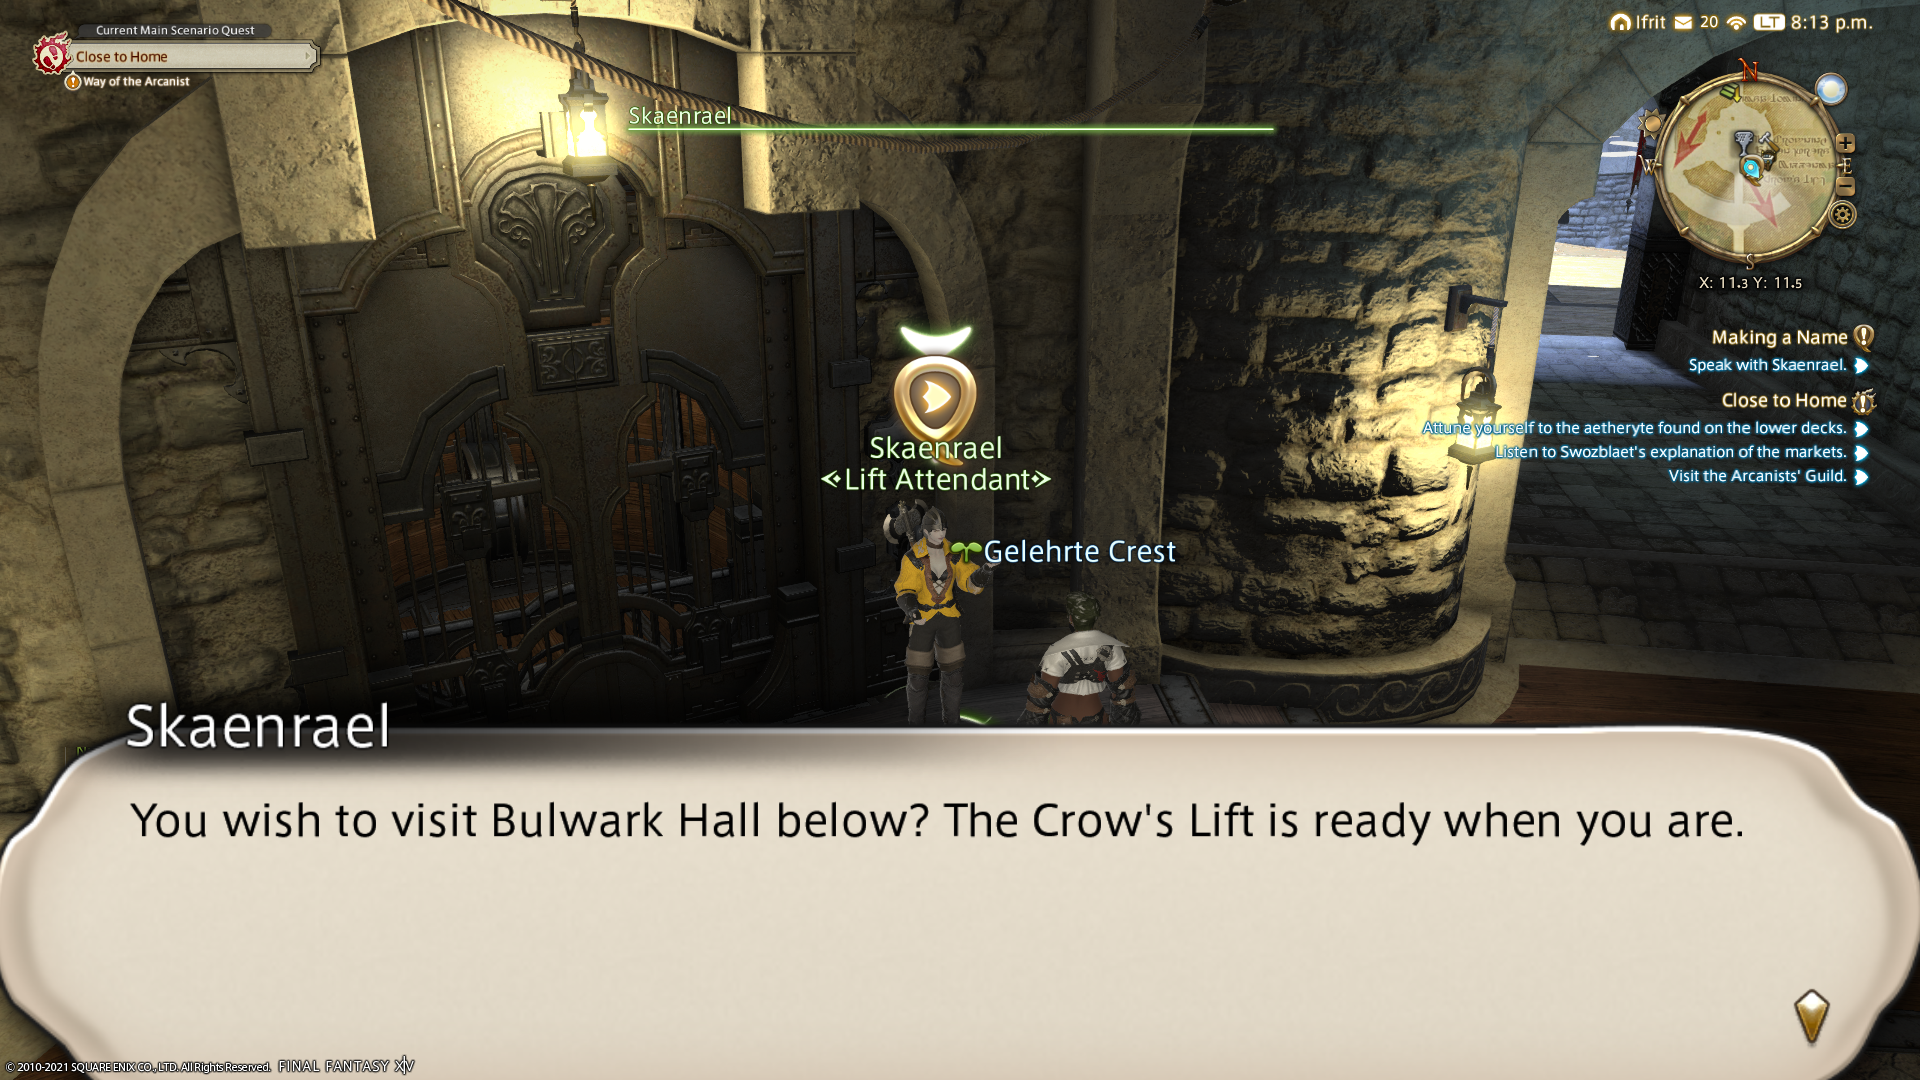 Current Main Scenario Quest
Close to Home
Way of the Arcanist
Ifrit 20 LT 8:13 p.m.
Skaenrael
N
W
E
S
X: 11.3 Y: 11.5
Making a Name
Speak with Skaenrael.
Close to Home
Attune yourself to the aetheryte found on the lower decks.
Listen to Swozblaet's explanation of the markets.
Visit the Arcanists' Guild.
Skaenrael
Lift Attendant
Gelehrte Crest
Skaenrael
You wish to visit Bulwark Hall below? The Crow's Lift is ready when you are.
© 2010-2021 SQUARE ENIX CO., LTD. All Rights Reserved. FINAL FANTASY XIV